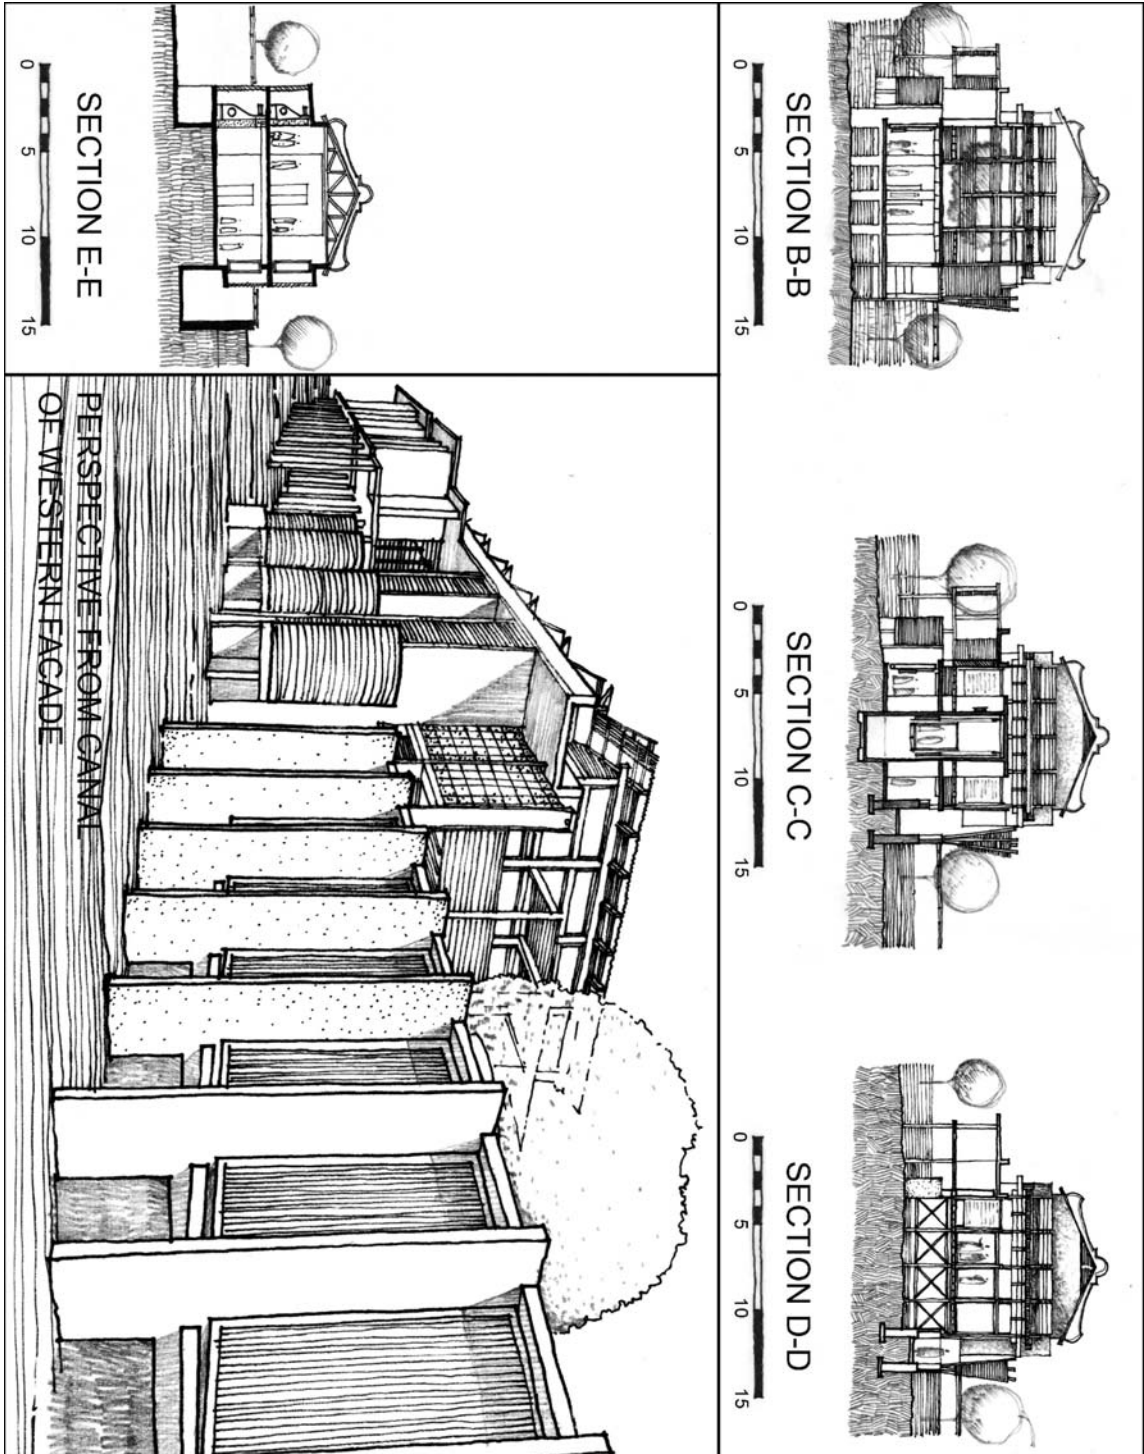 SECTION B-B
0 5 10 15
SECTION C-C
0 5 10 15
SECTION D-D
0 5 10 15
SECTION E-E
0 5 10 15
PERSPECTIVE FROM CANAL
OF WESTERN FACADE